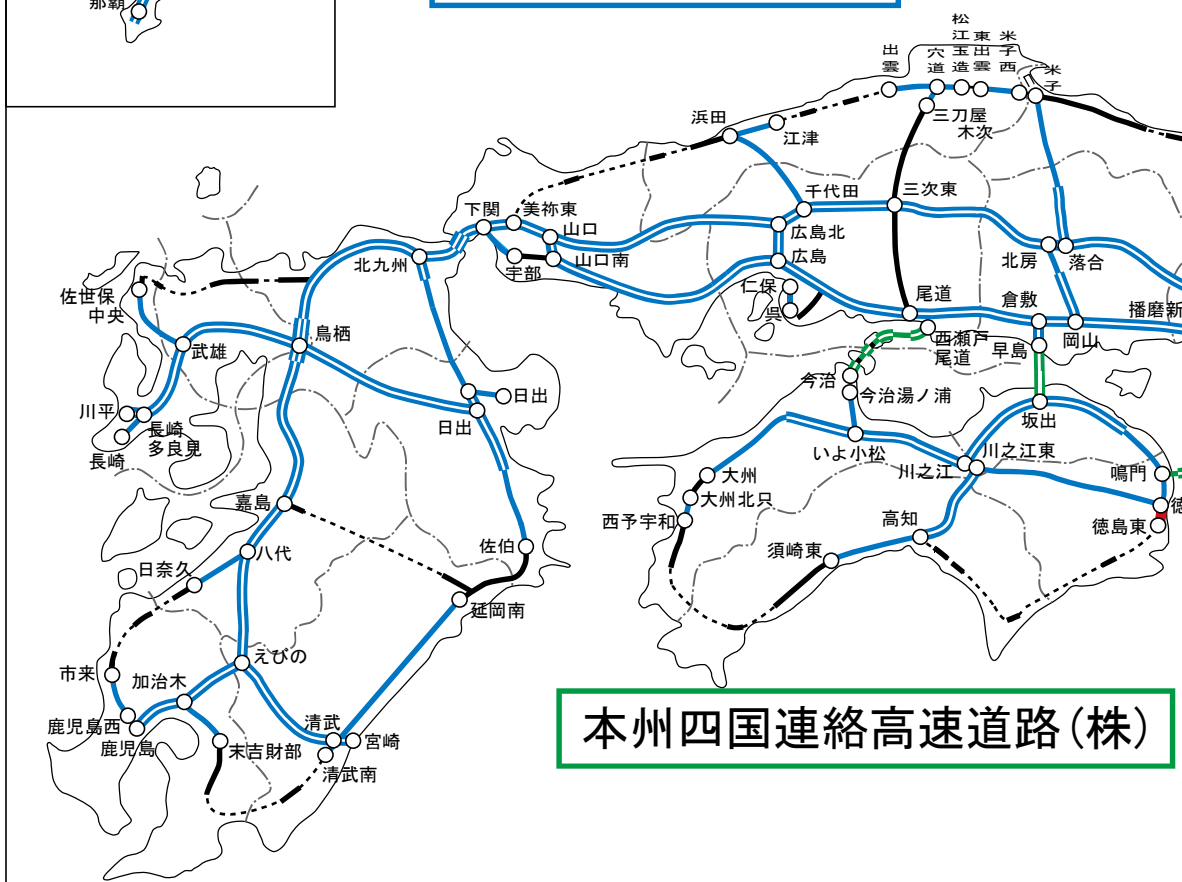 那覇
出雲
穴道
松江玉造
東出雲
米子西
米子
三刀屋
木次
浜田
江津
千代田
三次東
下関
美祢東
山口
広島北
北九州
宇部
山口南
広島
北房
落合
佐世保
中央
仁保
呉
尾道
倉敷
播磨新
鳥栖
西瀬戸
尾道
早島
岡山
武雄
今治
今治湯ノ浦
川平
日出
日出
坂出
長崎
多良見
長崎
いよ小松
川之江
川之江東
鳴門
大州
大州北只
嘉島
西予宇和
高知
徳島東
佐伯
須崎東
八代
日奈久
延岡南
えびの
市来
加治木
鹿児島西
鹿児島
清武
宮崎
末吉財部
清武南
本州四国連絡高速道路(株)